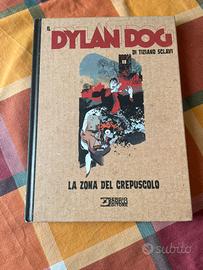 IL
DYLAN DOG
DI TIZIANO SCLAVI
LA ZONA DEL CREPUSCOLO
SERGIO
BONELLI
EDITORE
subito